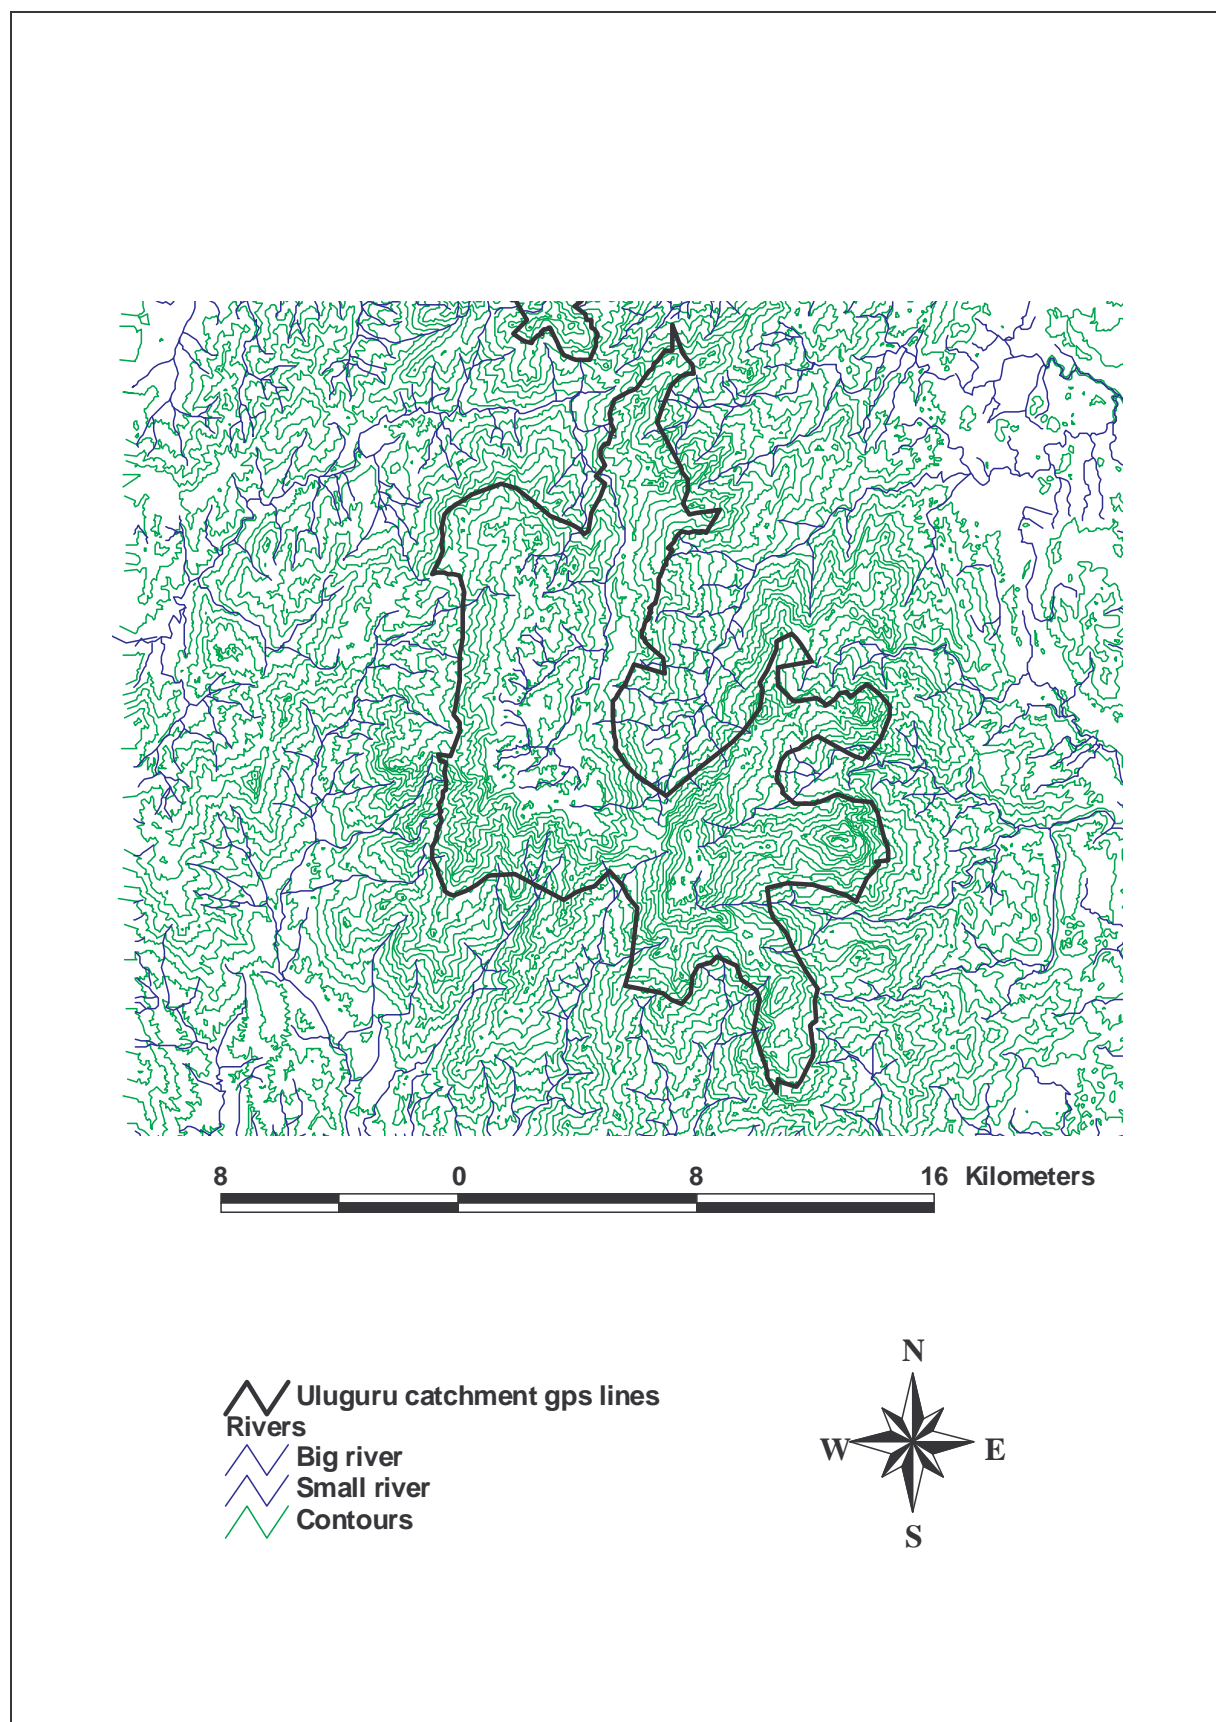 8 0 8 16 Kilometers
N
W E
S
Uluguru catchment gps lines
Rivers
Big river
Small river
Contours